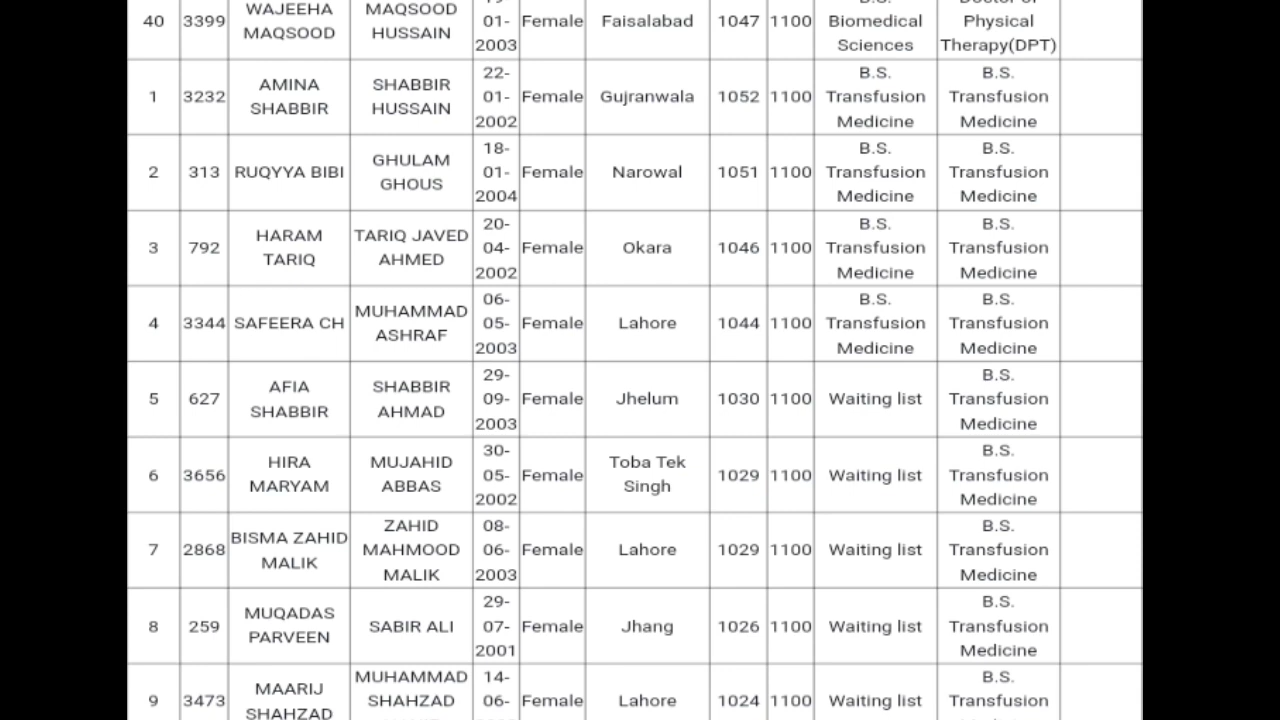 40 3399 WAJEEHA MAQSOOD MAQSOOD HUSSAIN 01-2003 Female Faisalabad 1047 1100 Biomedical Sciences Physical Therapy(DPT)
1 3232 AMINA SHABBIR SHABBIR HUSSAIN 22-01-2002 Female Gujranwala 1052 1100 B.S. Transfusion Medicine B.S. Transfusion Medicine
2 313 RUQYYA BIBI GHULAM GHOUS 18-01-2004 Female Narowal 1051 1100 B.S. Transfusion Medicine B.S. Transfusion Medicine
3 792 HARAM TARIQ TARIQ JAVED AHMED 20-04-2002 Female Okara 1046 1100 B.S. Transfusion Medicine B.S. Transfusion Medicine
4 3344 SAFEERA CH MUHAMMAD ASHRAF 06-05-2003 Female Lahore 1044 1100 B.S. Transfusion Medicine B.S. Transfusion Medicine
5 627 AFIA SHABBIR SHABBIR AHMAD 29-09-2003 Female Jhelum 1030 1100 Waiting list B.S. Transfusion Medicine
6 3656 HIRA MARYAM MUJAHID ABBAS 30-05-2002 Female Toba Tek Singh 1029 1100 Waiting list B.S. Transfusion Medicine
7 2868 BISMA ZAHID MALIK ZAHID MAHMOOD MALIK 08-06-2003 Female Lahore 1029 1100 Waiting list B.S. Transfusion Medicine
8 259 MUQADAS PARVEEN SABIR ALI 29-07-2001 Female Jhang 1026 1100 Waiting list B.S. Transfusion Medicine
9 3473 MAARIJ SHAHZAD MUHAMMAD SHAHZAD 14-06- Female Lahore 1024 1100 Waiting list B.S. Transfusion